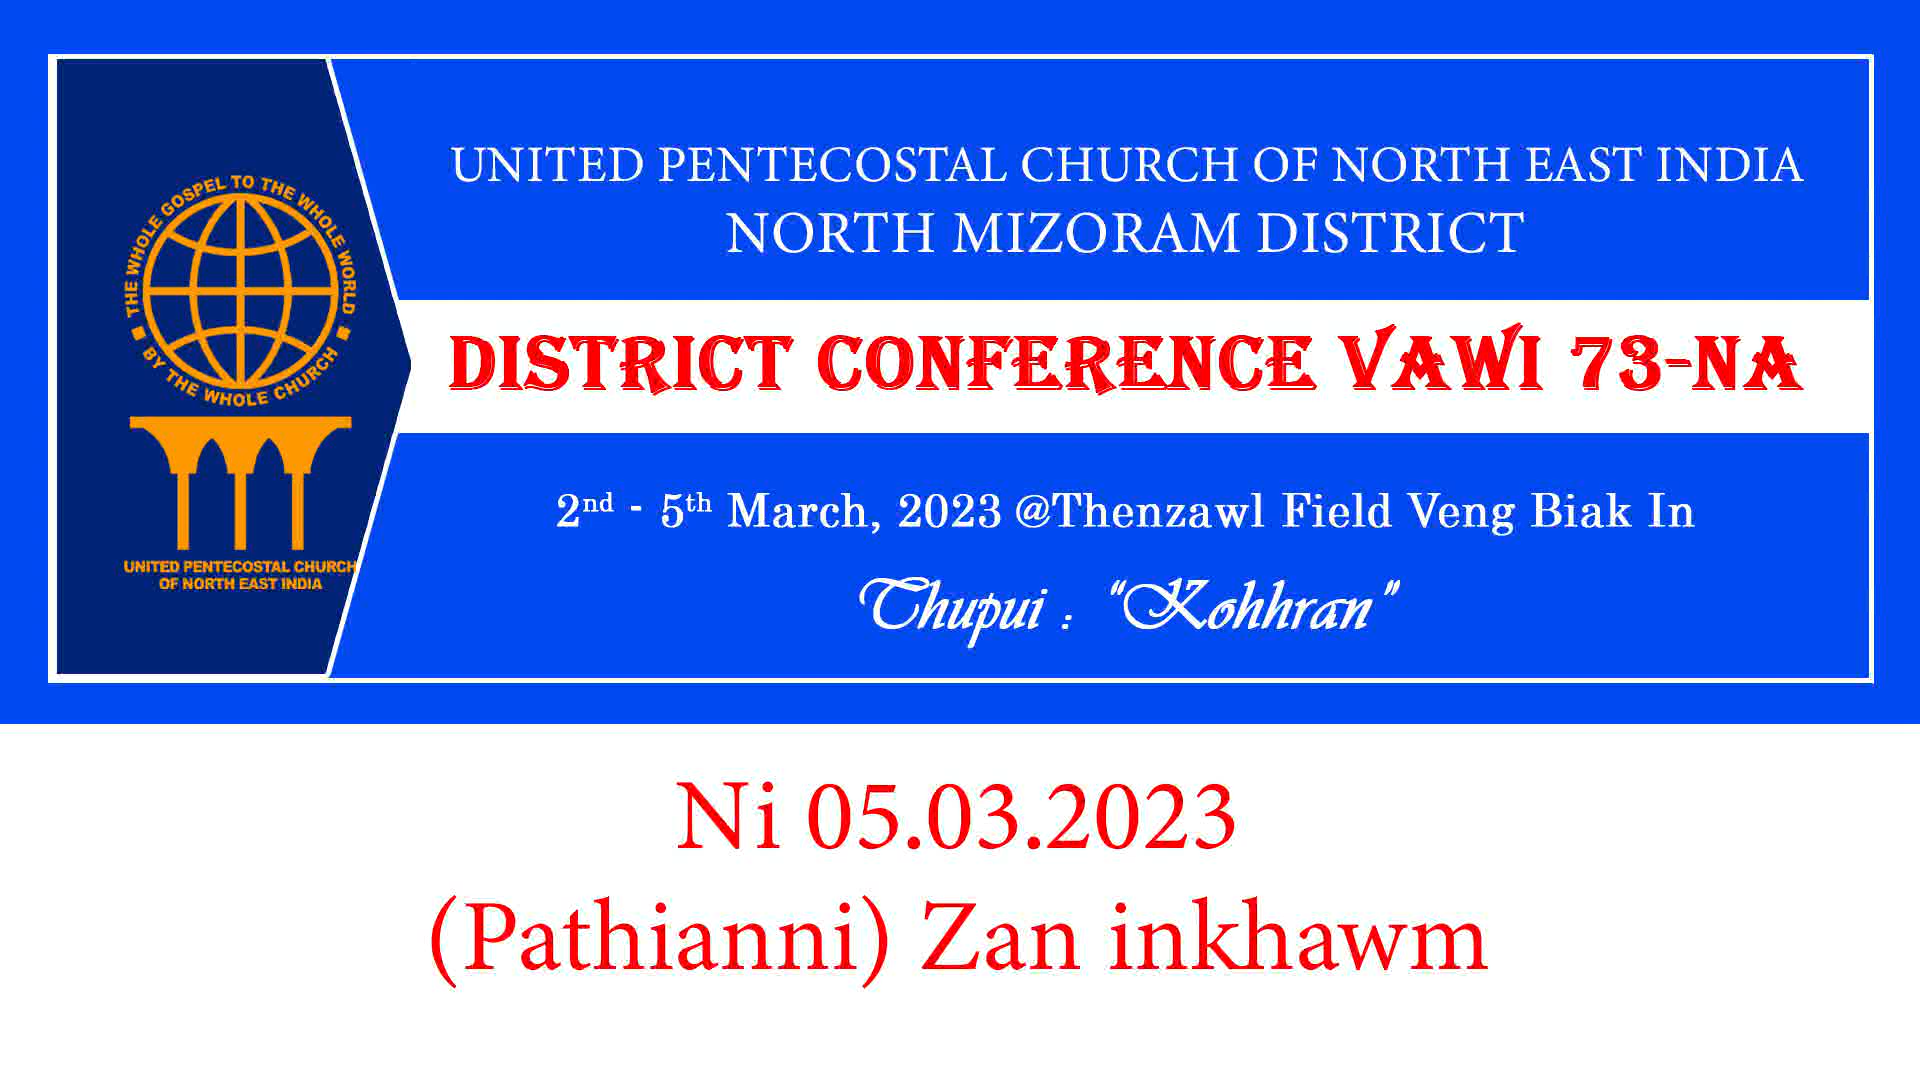 THE WHOLE GOSPEL TO THE WHOLE WORLD
BY THE WHOLE CHURCH
UNITED PENTECOSTAL CHURCH
OF NORTH EAST INDIA
UNITED PENTECOSTAL CHURCH OF NORTH EAST INDIA
NORTH MIZORAM DISTRICT
DISTRICT CONFERENCE VAWI 73-NA
2nd - 5th March, 2023 @Thenzawl Field Veng Biak In
Thupui : "Kohhran"
Ni 05.03.2023
(Pathianni) Zan inkhawm